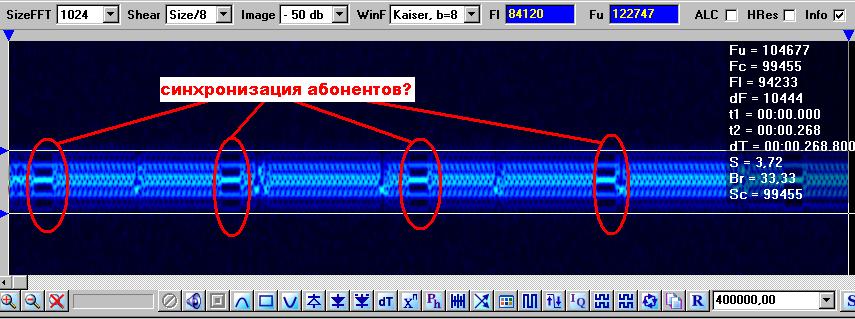 SizeFFT 1024 Shear Size/8 Image - 50 db WinF Kaiser, b=8 Fl 84120 Fu 122747 ALC HRes Info
Fu = 104677
Fc = 99455
Fl = 94233
dF = 10444
t1 = 00:00.000
t2 = 00:00.268
dT = 00:00.268.800
S = 3,72
Br = 33,33
Sc = 99455
синхронизация абонентов?
dT Xⁿ Ph IQ R 400000,00 S